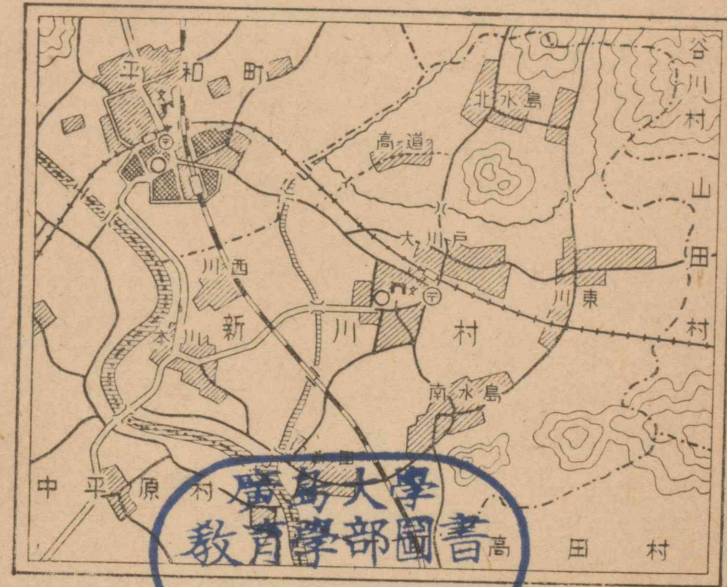 平和町
谷川村
北水島
高道
山田村
大川戸
川西
川東
新川村
本川
南水島
中平原村
高田村
廣島大學
敎育學部圖書